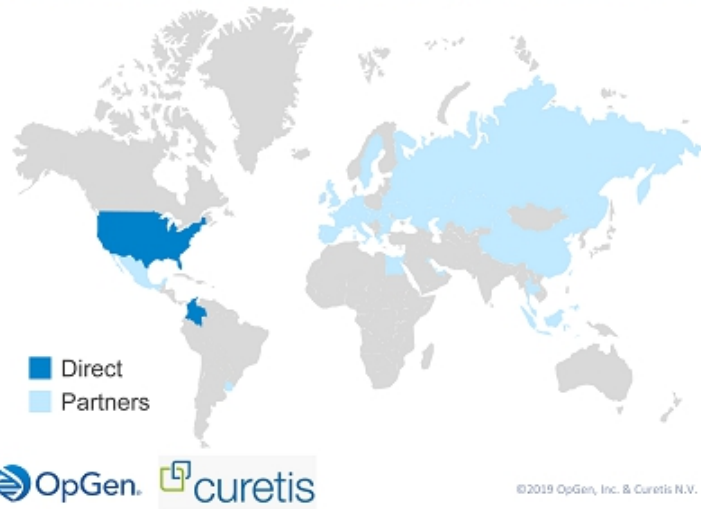 Direct
Partners
OpGen.
curetis
©2019 OpGen, Inc. & Curetis N.V.